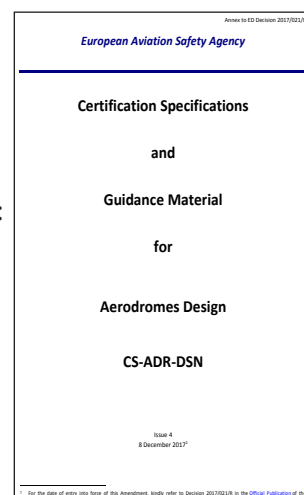 Annex to ED Decision 2017/021/R
European Aviation Safety Agency
Certification Specifications
and
Guidance Material
for
Aerodromes Design
CS-ADR-DSN
Issue 4
8 December 2017¹
¹ For the date of entry into force of this Amendment, kindly refer to Decision 2017/021/R in the Official Publication of the